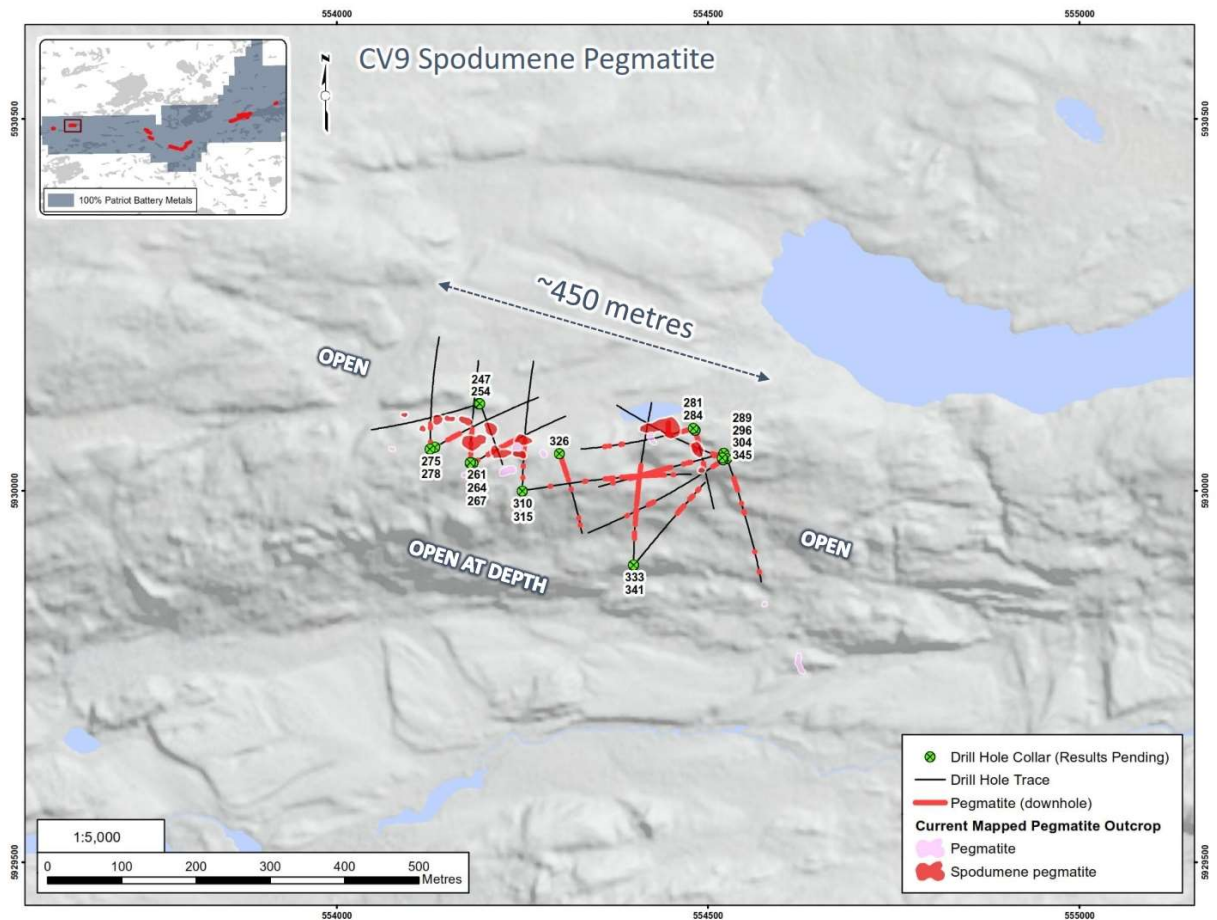 554000
554500
555000
CV9 Spodumene Pegmatite
N
100% Patriot Battery Metals
5930500
5930500
~450 metres
OPEN
247
254
281
284
289
296
304
345
326
275
278
261
264
267
310
315
5930000
5930000
OPEN
OPEN AT DEPTH
333
341
Drill Hole Collar (Results Pending)
Drill Hole Trace
Pegmatite (downhole)
Current Mapped Pegmatite Outcrop
Pegmatite
Spodumene pegmatite
1:5,000
0 100 200 300 400 500
Metres
5929500
5929500
554000
554500
555000